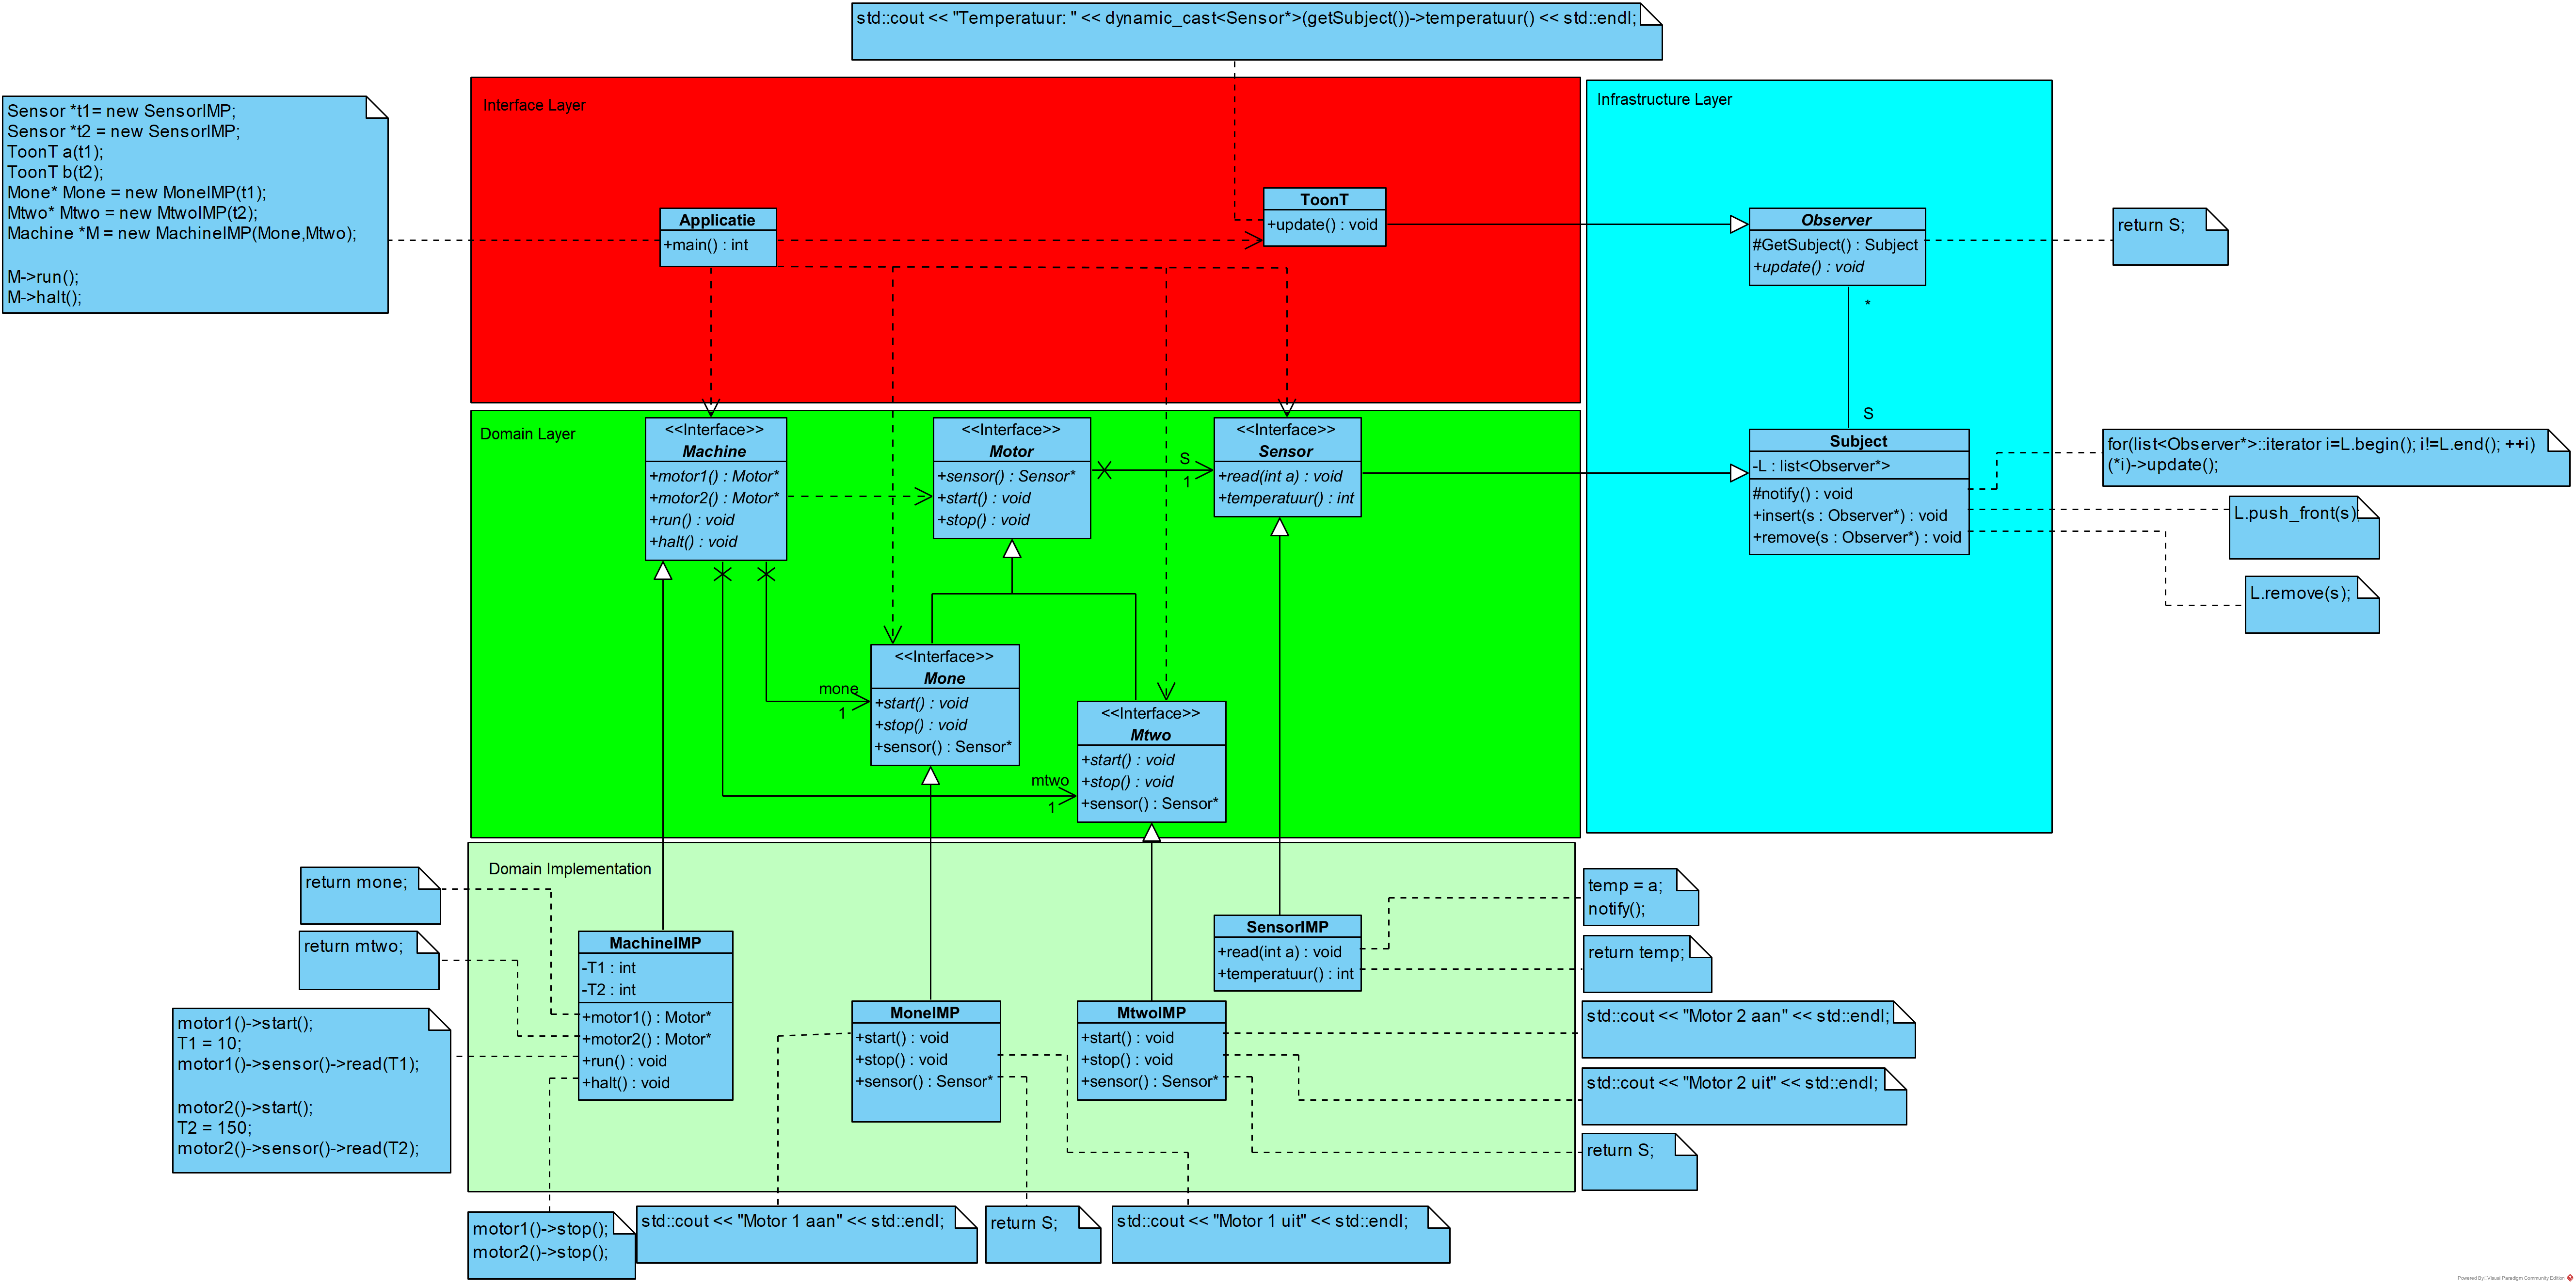 std::cout << "Temperatuur: " << dynamic_cast<Sensor*>(getSubject())->temperatuur() << std::endl;
Sensor *t1= new SensorIMP;
Sensor *t2 = new SensorIMP;
ToonT a(t1);
ToonT b(t2);
Mone* Mone = new MoneIMP(t1);
Mtwo* Mtwo = new MtwoIMP(t2);
Machine *M = new MachineIMP(Mone,Mtwo);
M->run();
M->halt();
Interface Layer
Applicatie
+main() : int
ToonT
+update() : void
Infrastructure Layer
Observer
#GetSubject() : Subject
+update() : void
*
S
return S;
Subject
-L : list<Observer*>
#notify() : void
+insert(s : Observer*) : void
+remove(s : Observer*) : void
for(list<Observer*>::iterator i=L.begin(); i!=L.end(); ++i)
(*i)->update();
L.push_front(s);
L.remove(s);
Domain Layer
<<Interface>>
Machine
+motor1() : Motor*
+motor2() : Motor*
+run() : void
+halt() : void
<<Interface>>
Motor
+sensor() : Sensor*
+start() : void
+stop() : void
S
1
<<Interface>>
Sensor
+read(int a) : void
+temperatuur() : int
mone
1
<<Interface>>
Mone
+start() : void
+stop() : void
+sensor() : Sensor*
mtwo
1
<<Interface>>
Mtwo
+start() : void
+stop() : void
+sensor() : Sensor*
Domain Implementation
return mone;
return mtwo;
motor1()->start();
T1 = 10;
motor1()->sensor()->read(T1);
motor2()->start();
T2 = 150;
motor2()->sensor()->read(T2);
MachineIMP
-T1 : int
-T2 : int
+motor1() : Motor*
+motor2() : Motor*
+run() : void
+halt() : void
MoneIMP
+start() : void
+stop() : void
+sensor() : Sensor*
MtwoIMP
+start() : void
+stop() : void
+sensor() : Sensor*
SensorIMP
+read(int a) : void
+temperatuur() : int
temp = a;
notify();
return temp;
std::cout << "Motor 2 aan" << std::endl;
std::cout << "Motor 2 uit" << std::endl;
return S;
motor1()->stop();
motor2()->stop();
std::cout << "Motor 1 aan" << std::endl;
return S;
std::cout << "Motor 1 uit" << std::endl;
Powered By Visual Paradigm Community Edition